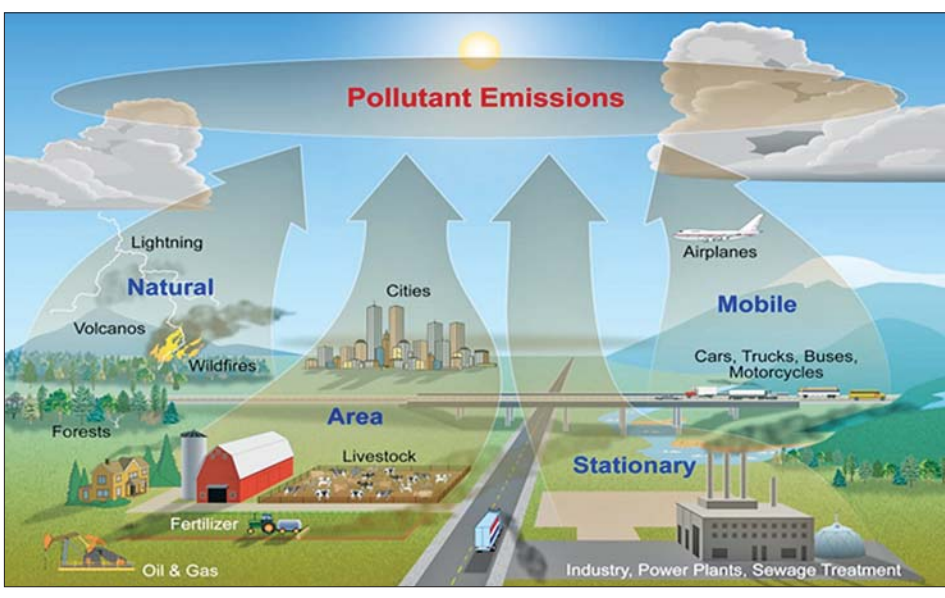 Pollutant Emissions
Lightning
Natural
Volcanos
Wildfires
Forests
Cities
Area
Livestock
Fertilizer
Oil & Gas
Airplanes
Mobile
Cars, Trucks, Buses,
Motorcycles
Stationary
Industry, Power Plants, Sewage Treatment